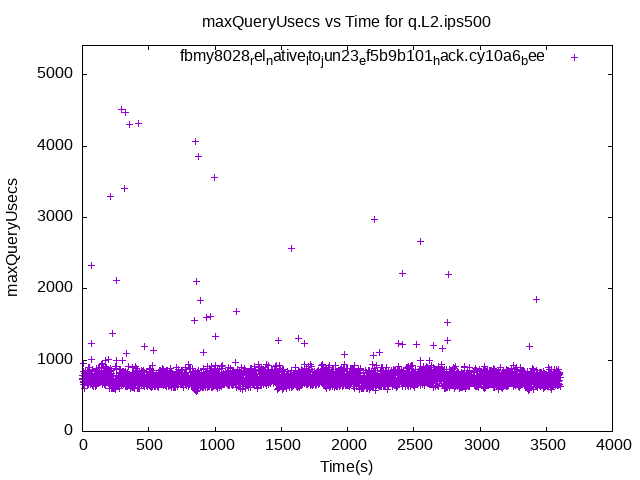 maxQueryUsecs vs Time for q.L2.ips500
fbmy8028relnativeltojun23ef5b9b101hack.cy10a6bee
5000
4000
3000
2000
1000
0
maxQueryUsecs
0 500 1000 1500 2000 2500 3000 3500 4000
Time(s)